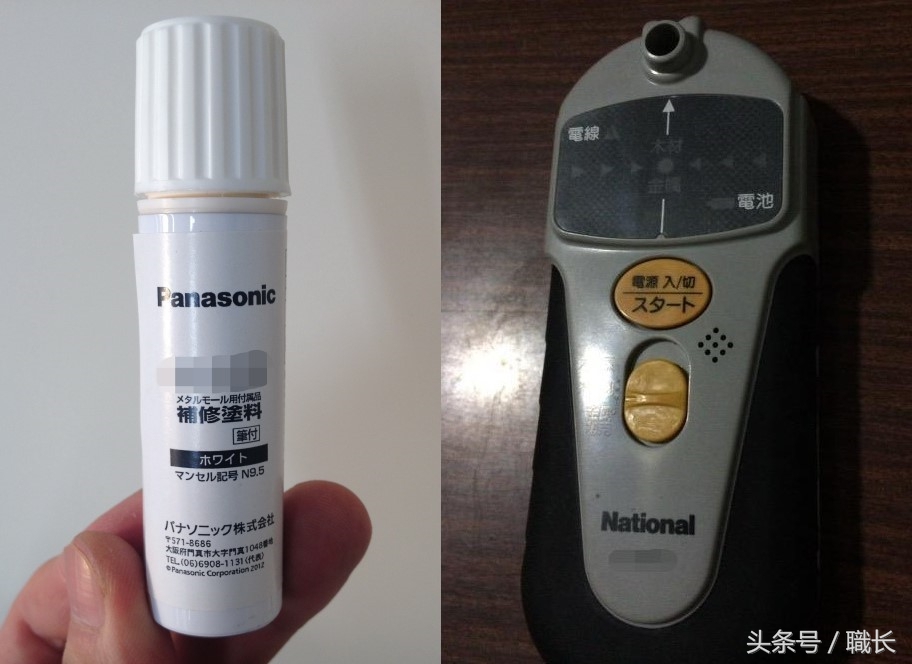 Panasonic
メタルモール用付属品
補修塗料
筆付
ホワイト
マンセル記号 N9.5
パナソニック株式会社
〒571-8686
大阪府門真市大字門真1048番地
TEL(06)6908-1131(代表)
©Panasonic Corporation 2012
電線
木材
金属
電池
電源 入/切
スタート
National
头条号 / 職长